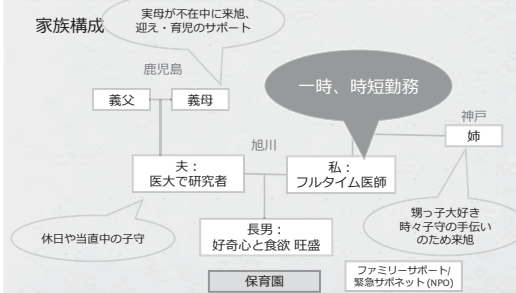 家族構成
実母が不在中に来旭、
迎え・育児のサポート
鹿児島
義父
義母
一時、時短勤務
神戸
姉
旭川
夫：
医大で研究者
私：
フルタイム医師
休日や当直中の子守
長男：
好奇心と食欲 旺盛
甥っ子大好き
時々子守の手伝い
のため来旭
保育園
ファミリーサポート/
緊急サポネット(NPO)